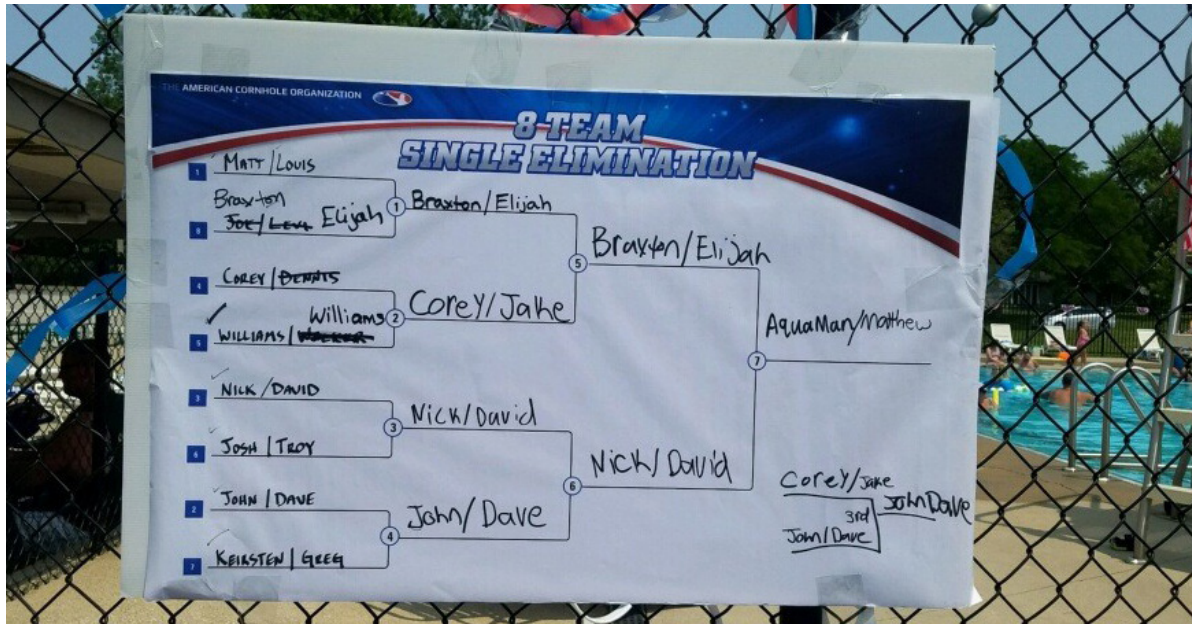 THE AMERICAN CORNHOLE ORGANIZATION
8 TEAM
SINGLE ELIMINATION
1 MATT/LOUIS
Braxton
8 JOE/LEVI Elijah
1 Braxton/Elijah
4 COREY/DENNIS
Williams
5 WILLIAMS/
2 Corey/Jake
5 Braxton/Elijah
3 NICK/DAVID
6 JOSH/TROY
3 Nick/David
2 JOHN/DAVE
7 KEIRSTEN/GREG
4 John/Dave
6 Nick/David
7 AquaMan/Matthew
Corey/Jake
3rd
John/Dave
John Dave